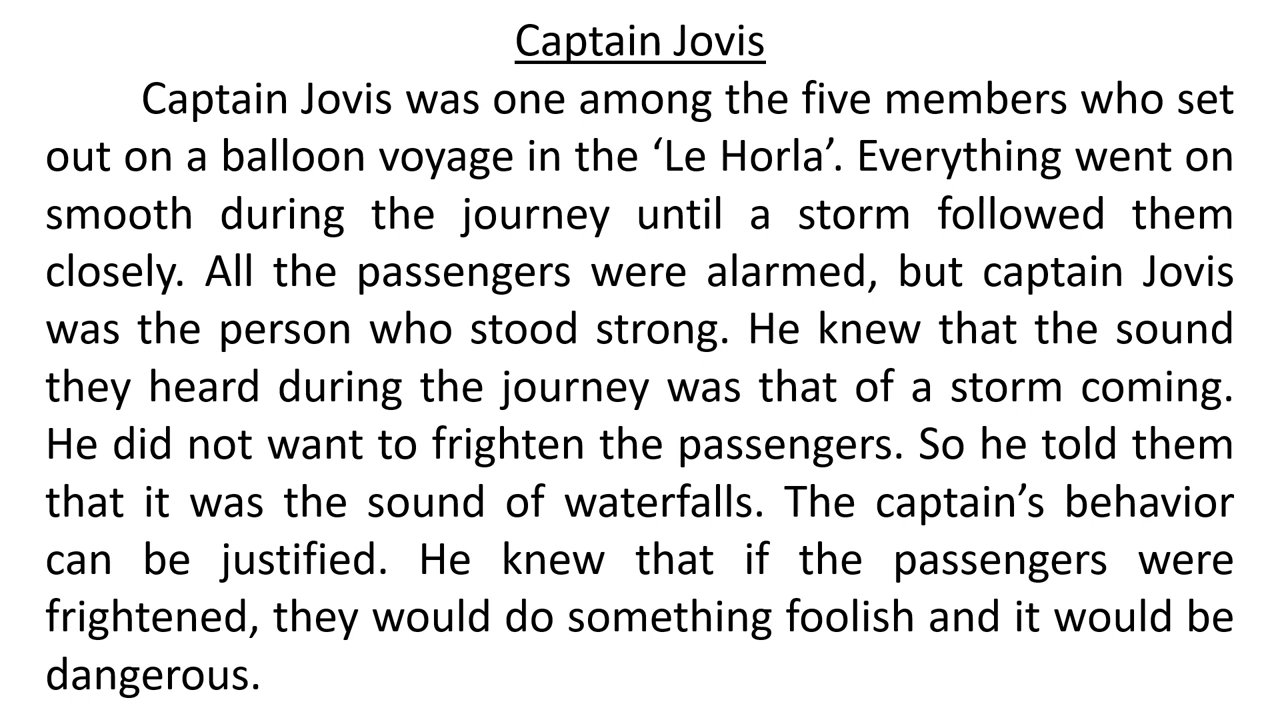 Captain Jovis
Captain Jovis was one among the five members who set
out on a balloon voyage in the ‘Le Horla’. Everything went on
smooth during the journey until a storm followed them
closely. All the passengers were alarmed, but captain Jovis
was the person who stood strong. He knew that the sound
they heard during the journey was that of a storm coming.
He did not want to frighten the passengers. So he told them
that it was the sound of waterfalls. The captain’s behavior
can be justified. He knew that if the passengers were
frightened, they would do something foolish and it would be
dangerous.